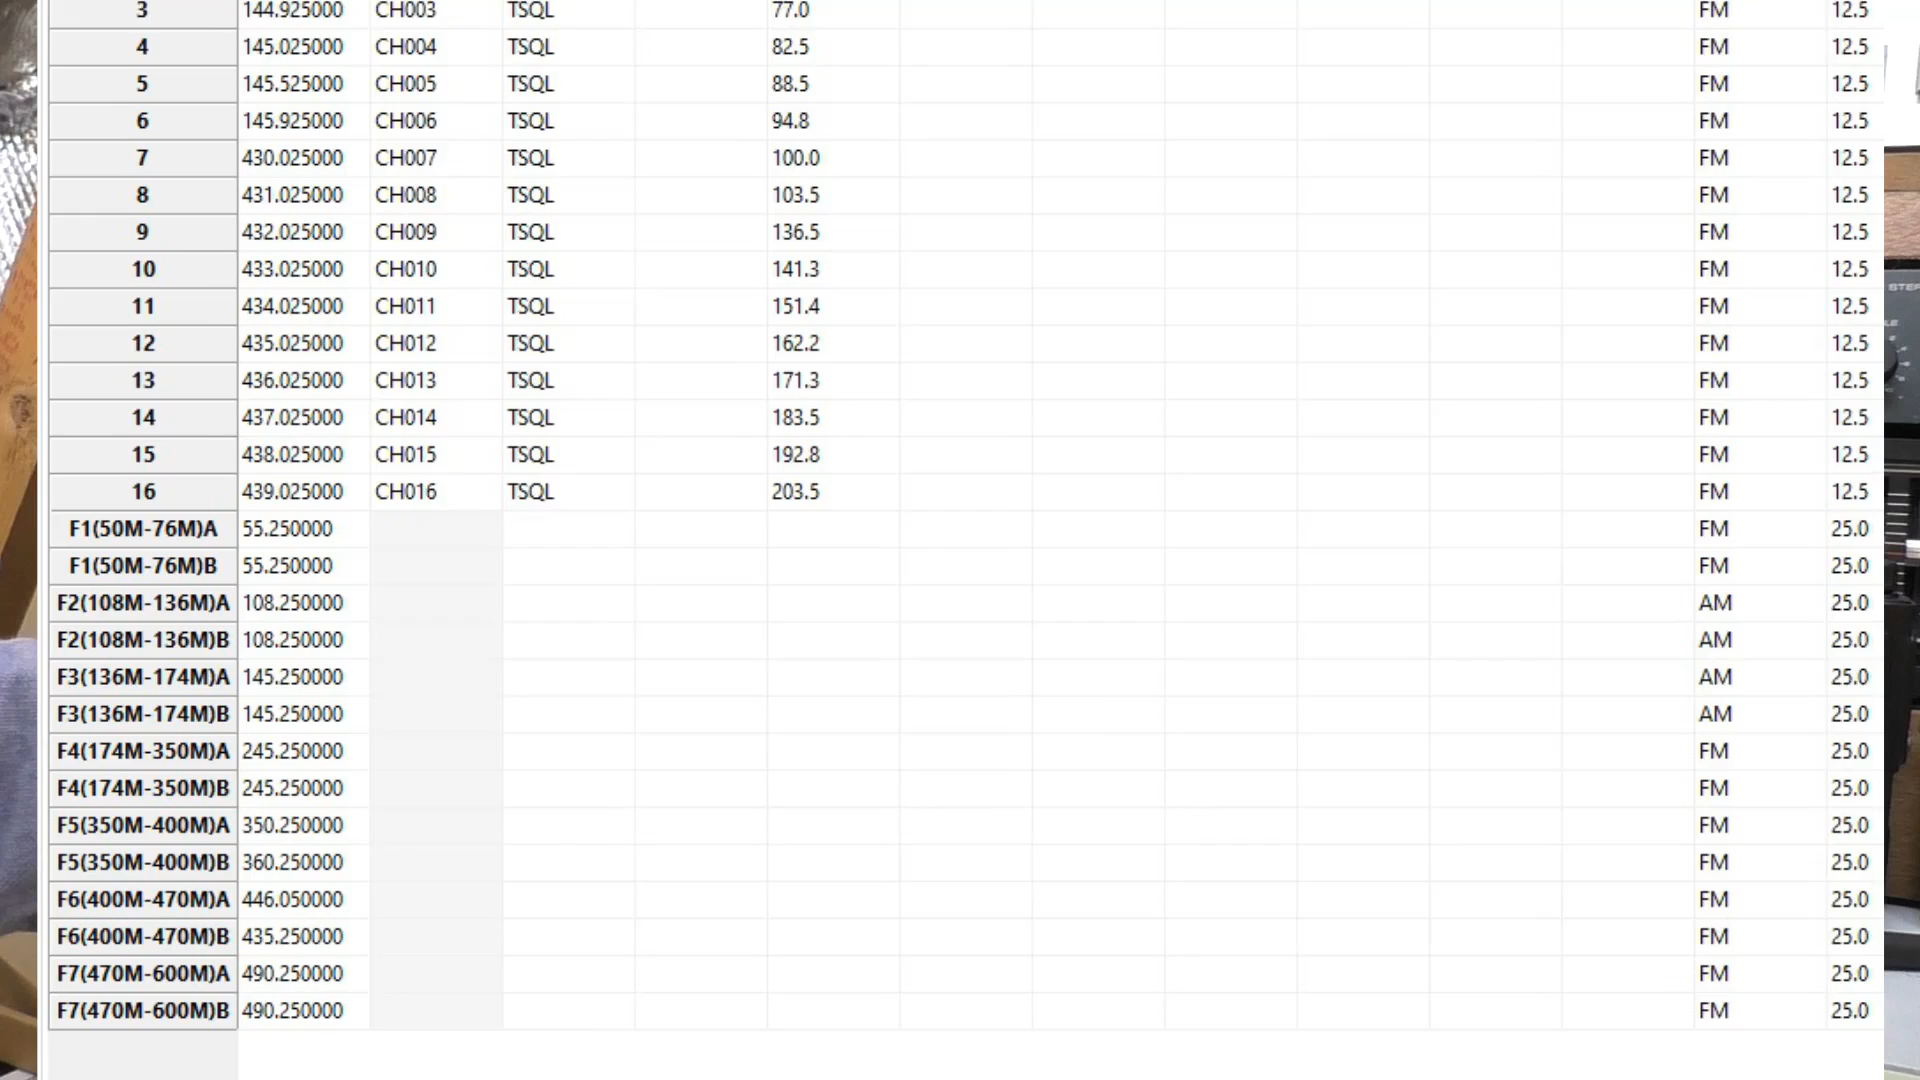 3 144.925000 CH003 TSQL 77.0 FM 12.5
4 145.025000 CH004 TSQL 82.5 FM 12.5
5 145.525000 CH005 TSQL 88.5 FM 12.5
6 145.925000 CH006 TSQL 94.8 FM 12.5
7 430.025000 CH007 TSQL 100.0 FM 12.5
8 431.025000 CH008 TSQL 103.5 FM 12.5
9 432.025000 CH009 TSQL 136.5 FM 12.5
10 433.025000 CH010 TSQL 141.3 FM 12.5
11 434.025000 CH011 TSQL 151.4 FM 12.5
12 435.025000 CH012 TSQL 162.2 FM 12.5
13 436.025000 CH013 TSQL 171.3 FM 12.5
14 437.025000 CH014 TSQL 183.5 FM 12.5
15 438.025000 CH015 TSQL 192.8 FM 12.5
16 439.025000 CH016 TSQL 203.5 FM 12.5
F1(50M-76M)A 55.250000 FM 25.0
F1(50M-76M)B 55.250000 FM 25.0
F2(108M-136M)A 108.250000 AM 25.0
F2(108M-136M)B 108.250000 AM 25.0
F3(136M-174M)A 145.250000 AM 25.0
F3(136M-174M)B 145.250000 AM 25.0
F4(174M-350M)A 245.250000 FM 25.0
F4(174M-350M)B 245.250000 FM 25.0
F5(350M-400M)A 350.250000 FM 25.0
F5(350M-400M)B 360.250000 FM 25.0
F6(400M-470M)A 446.050000 FM 25.0
F6(400M-470M)B 435.250000 FM 25.0
F7(470M-600M)A 490.250000 FM 25.0
F7(470M-600M)B 490.250000 FM 25.0